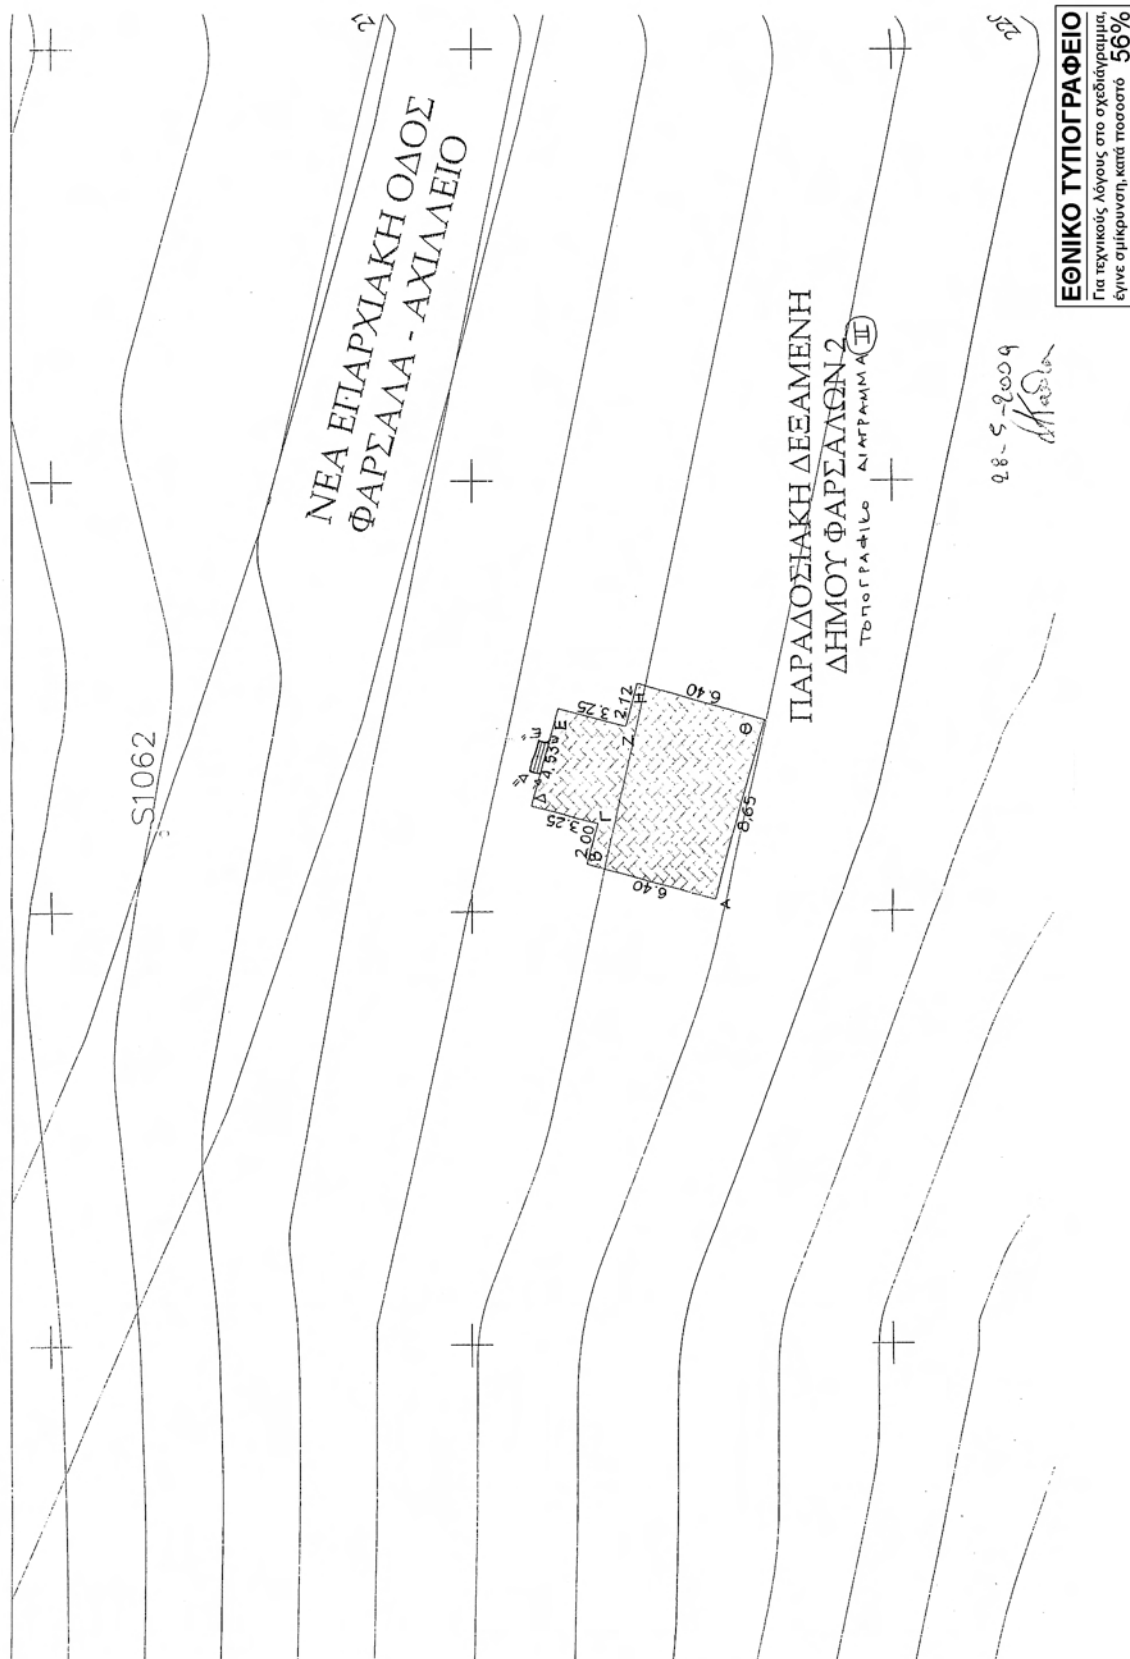 ΝΕΑ ΕΠΑΡΧΙΑΚΗ ΟΔΟΣ
ΦΑΡΣΑΛΑ - ΑΧΙΛΛΕΙΟ
S1062
ΠΑΡΑΔΟΣΙΑΚΗ ΔΕΞΑΜΕΝΗ
ΔΗΜΟΥ ΦΑΡΣΑΛΩΝ 2
ΤΟΠΟΓΡΑΦΙΚΟ ΔΙΑΓΡΑΜΜΑ II
28-5-2009
ΕΘΝΙΚΟ ΤΥΠΟΓΡΑΦΕΙΟ
Για τεχνικούς λόγους στο σχεδιάγραμμα,
έγινε σμίκρυνση, κατά ποσοστό 56%
Δ
4.53
Ε
3.25
3.25
2.00
Β
Γ
Ζ
2.12
Η
6.40
6.40
Α
8.65
Θ